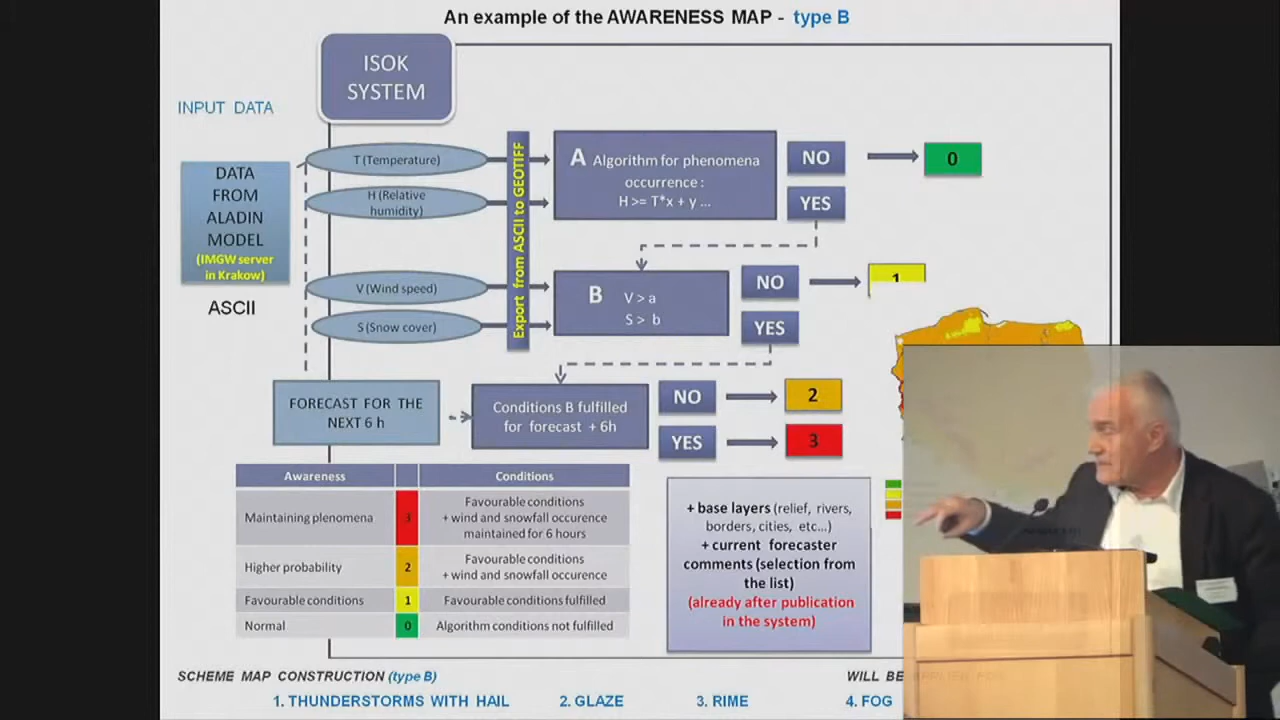 An example of the AWARENESS MAP - type B
ISOK
SYSTEM
INPUT DATA
DATA
FROM
ALADIN
MODEL
(IMGW server
in Krakow)
ASCII
T (Temperature)
H (Relative
humidity)
V (Wind speed)
S (Snow cover)
Export from ASCII to GEOTIFF
A Algorithm for phenomena
occurrence :
H >= T*x + y ...
NO
0
YES
B
V > a
S > b
NO
1
YES
FORECAST FOR THE
NEXT 6 h
Conditions B fulfilled
for forecast + 6h
NO
2
YES
3
Awareness
Conditions
Maintaining plenomena
3
Favourable conditions
+ wind and snowfall occurence
maintained for 6 hours
Higher probability
2
Favourable conditions
+ wind and snowfall occurence
Favourable conditions
1
Favourable conditions fulfilled
Normal
0
Algorithm conditions not fulfilled
+ base layers (relief, rivers,
borders, cities, etc...)
+ current forecaster
comments (selection from
the list)
(already after publication
in the system)
SCHEME MAP CONSTRUCTION (type B)
WILL BE APPLIED FOR
1. THUNDERSTORMS WITH HAIL
2. GLAZE
3. RIME
4. FOG